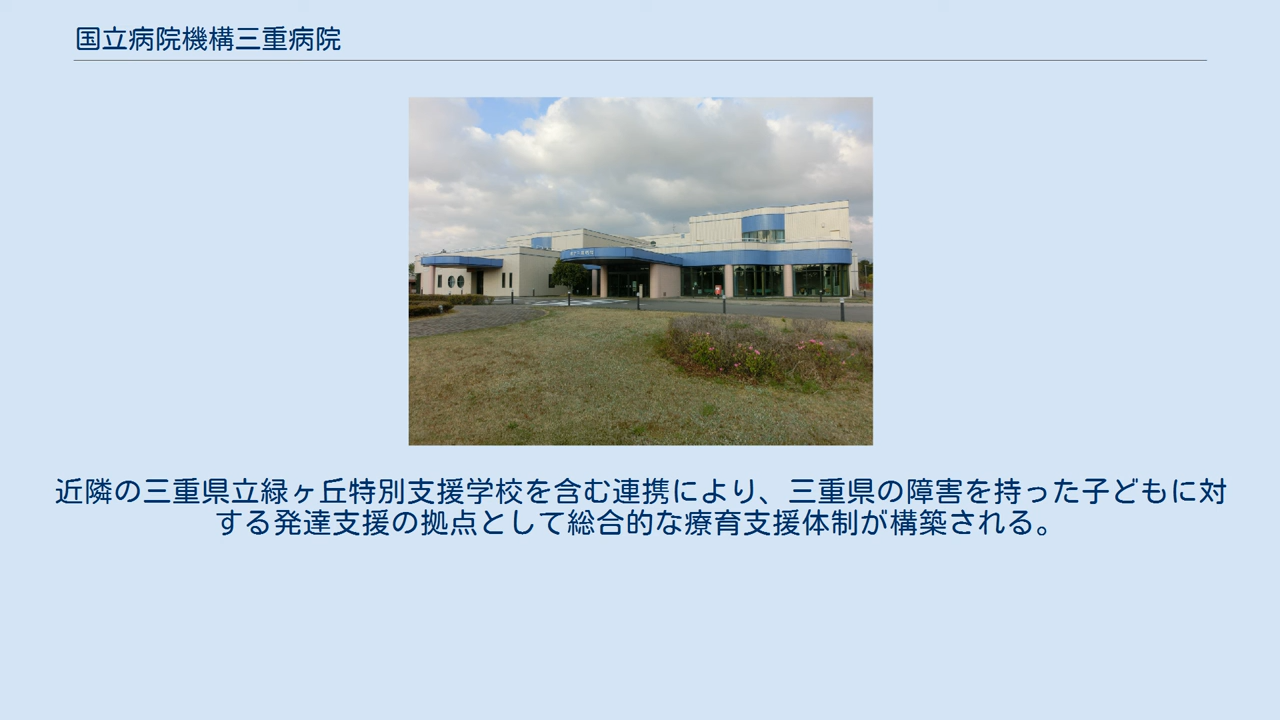 国立病院機構三重病院
近隣の三重県立緑ヶ丘特別支援学校を含む連携により、三重県の障害を持った子どもに対
する発達支援の拠点として総合的な療育支援体制が構築される。